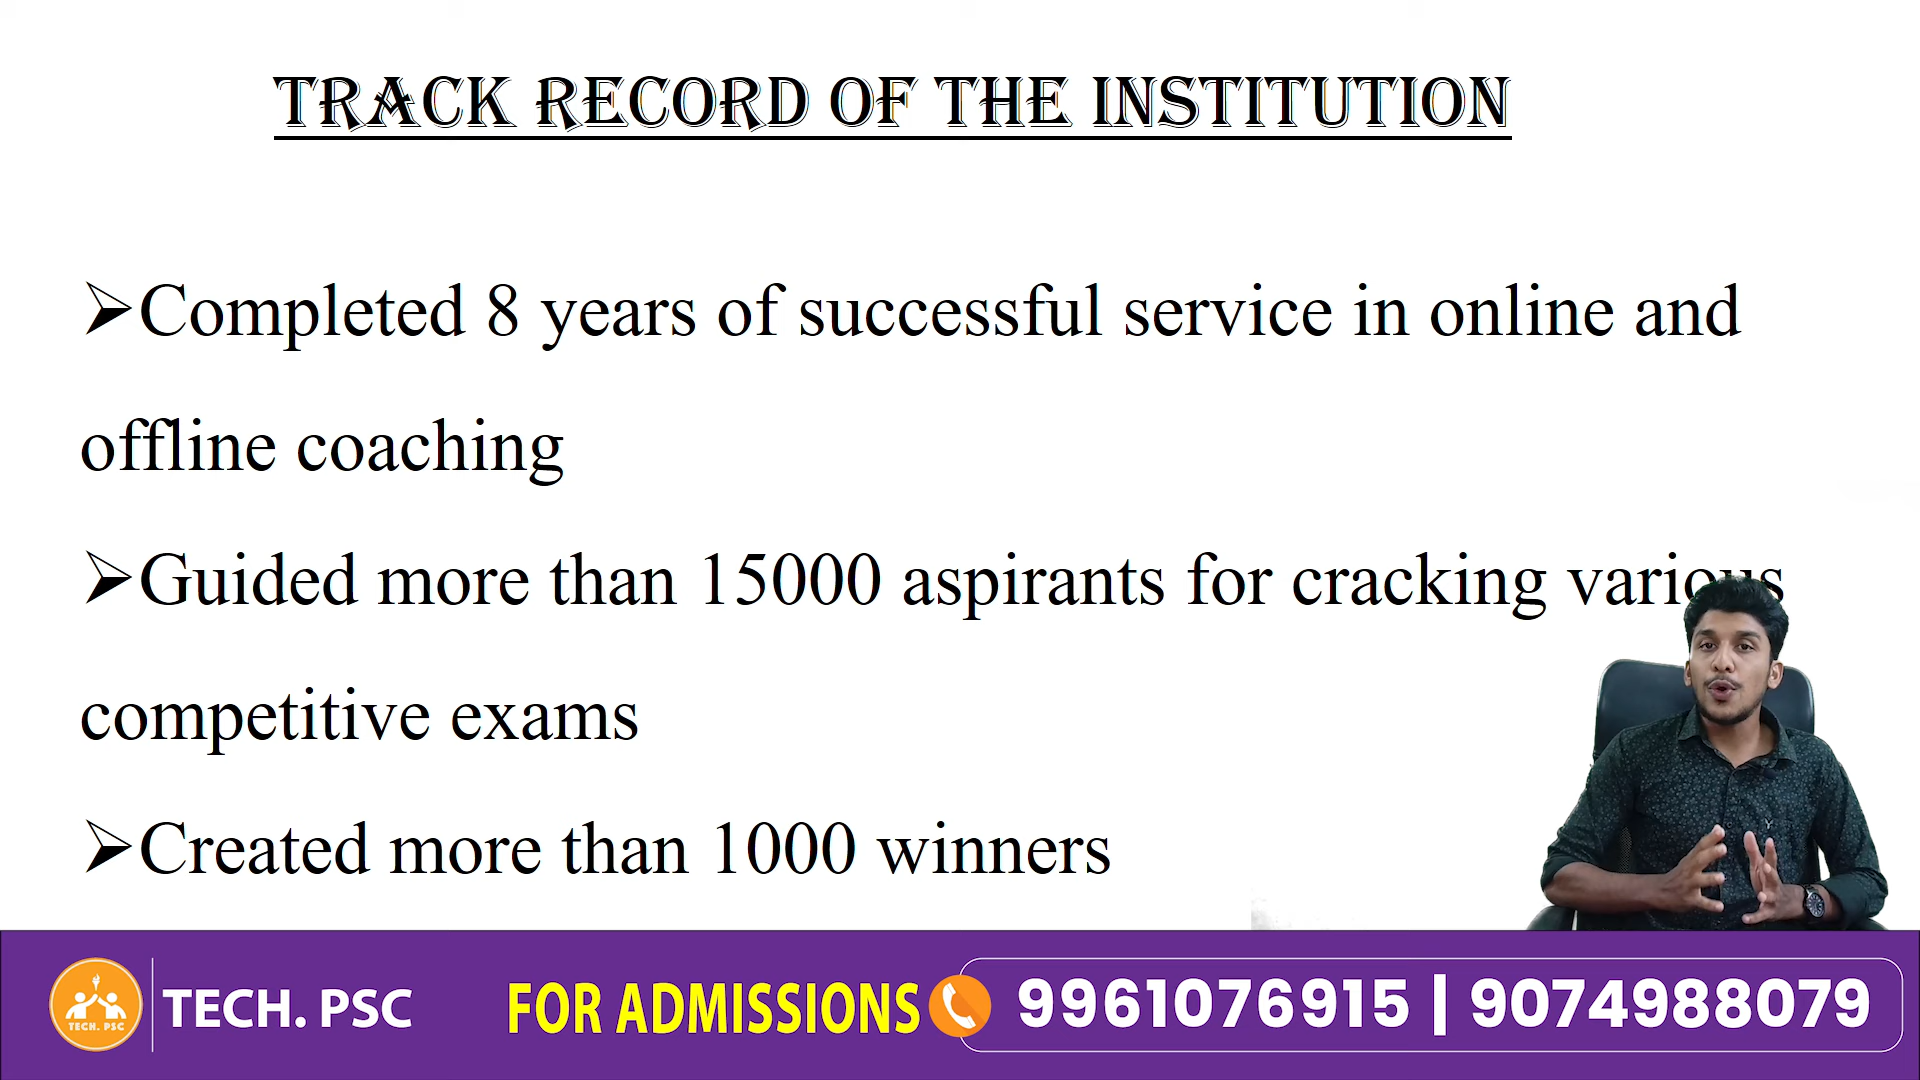 TRACK RECORD OF THE INSTITUTION
➢Completed 8 years of successful service in online and
offline coaching
➢Guided more than 15000 aspirants for cracking various
competitive exams
➢Created more than 1000 winners
TECH. PSC
TECH. PSC
FOR ADMISSIONS
9961076915 | 9074988079